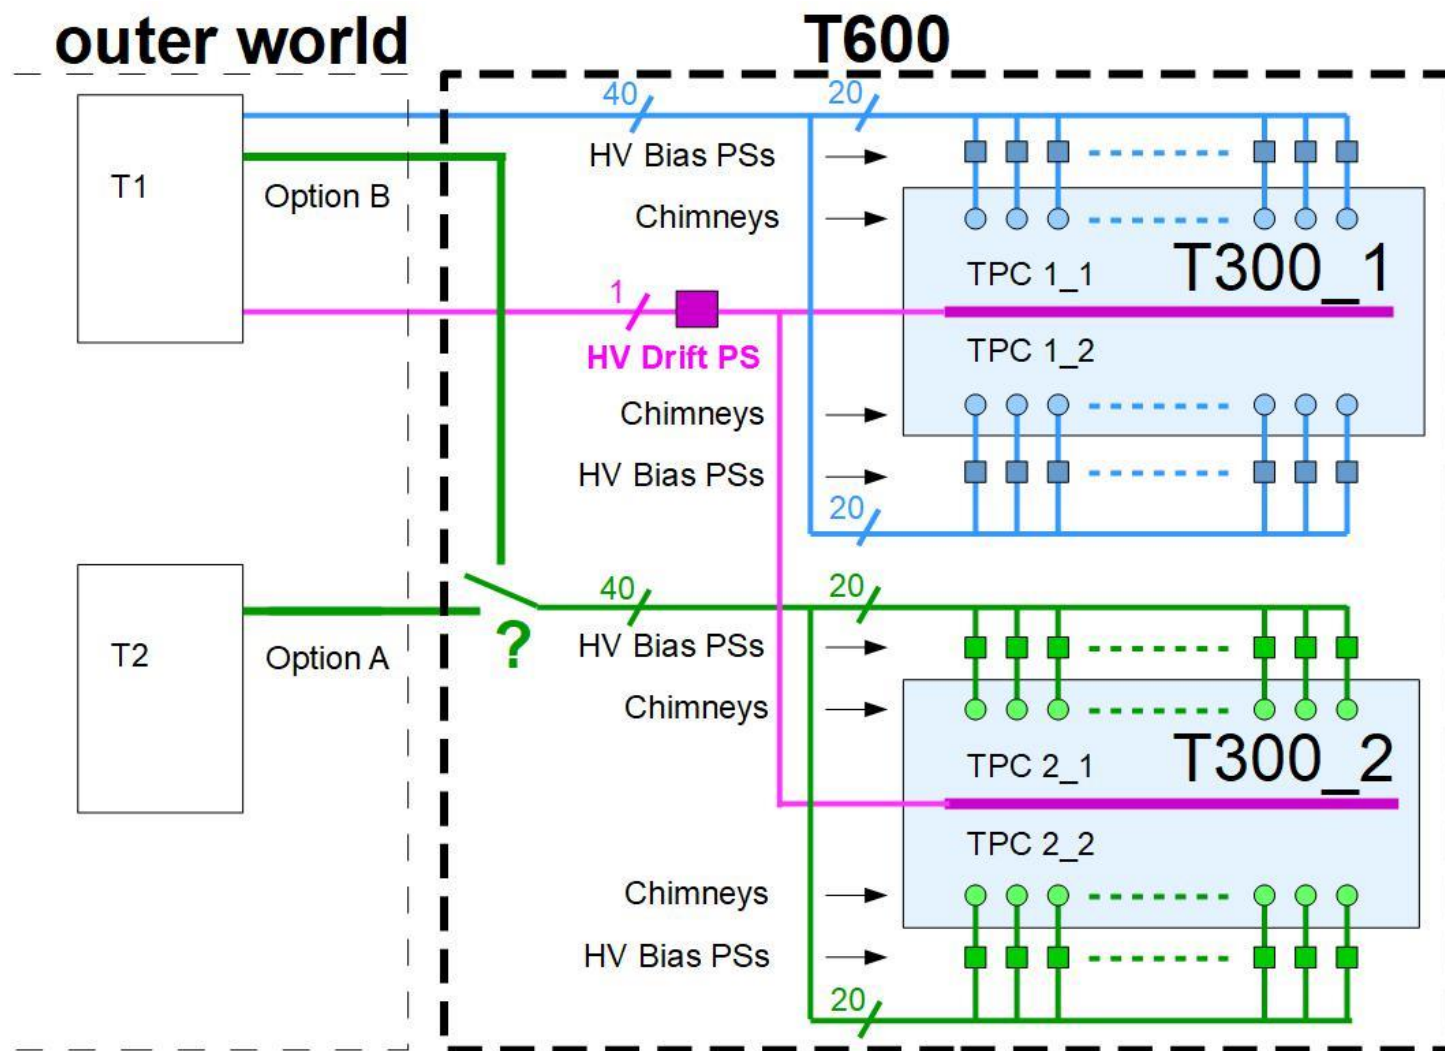 outer world
T600
40
20
HV Bias PSs
T1
Option B
Chimneys
TPC 1_1
T300_1
1
HV Drift PS
TPC 1_2
Chimneys
HV Bias PSs
20
40
20
?
HV Bias PSs
T2
Option A
Chimneys
TPC 2_1
T300_2
TPC 2_2
Chimneys
HV Bias PSs
20